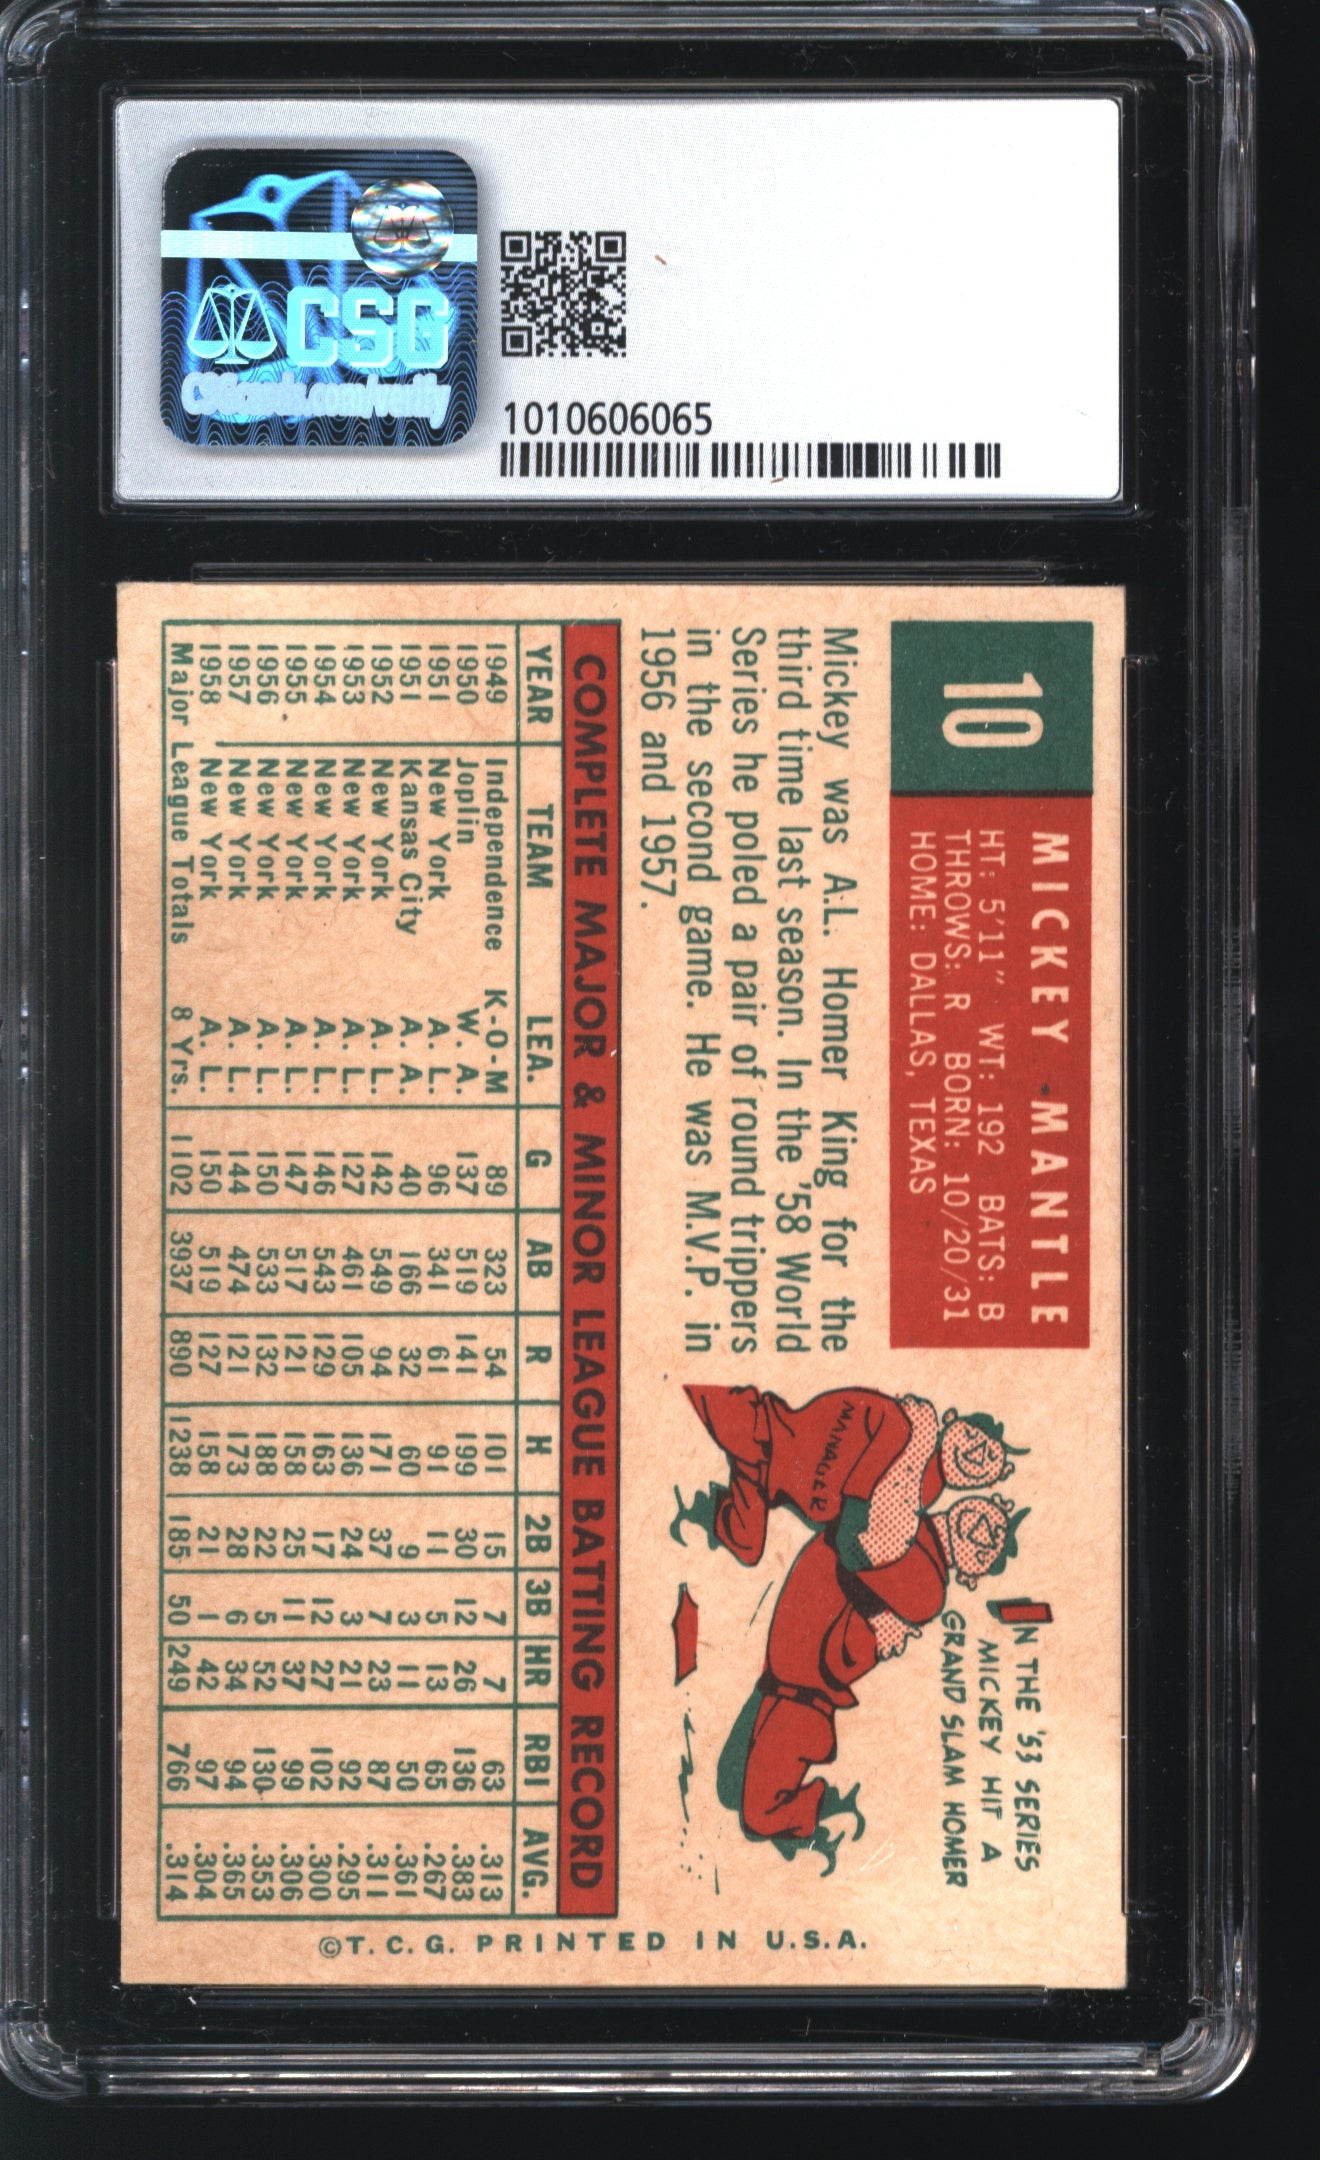 CSG
CSGcards.com/verify
1010606065
10
MICKEY MANTLE
HT: 5'11" WT: 192 BATS: B
THROWS: R BORN: 10/20/31
HOME: DALLAS, TEXAS
Mickey was A.L. Homer King for the
third time last season. In the '58 World
Series he poled a pair of round trippers
in the second game. He was M.V.P. in
1956 and 1957.
MANAGER
IN THE '53 SERIES
MICKEY HIT A
GRAND SLAM HOMER
COMPLETE MAJOR & MINOR LEAGUE BATTING RECORD
YEAR TEAM LEA. G AB R H 2B 3B HR RBI AVG.
1949 Independence K-O-M 89 323 54 101 15 7 7 63 .313
1950 Joplin W. A. 137 519 141 199 30 12 26 136 .383
1951 New York A. L. 96 341 61 91 11 5 13 65 .267
1951 Kansas City A. A. 40 166 32 60 9 3 11 50 .361
1952 New York A. L. 142 549 94 171 37 7 23 87 .311
1953 New York A. L. 127 461 105 136 24 3 21 92 .295
1954 New York A. L. 146 543 129 163 17 12 27 102 .300
1955 New York A. L. 147 517 121 158 25 11 37 99 .306
1956 New York A. L. 150 533 132 188 22 5 52 130 .353
1957 New York A. L. 144 474 121 173 28 6 34 94 .365
1958 New York A. L. 150 519 127 158 21 1 42 97 .304
Major League Totals 8 Yrs. 1102 3937 890 1238 185 50 249 766 .314
©T. C. G. PRINTED IN U.S.A.